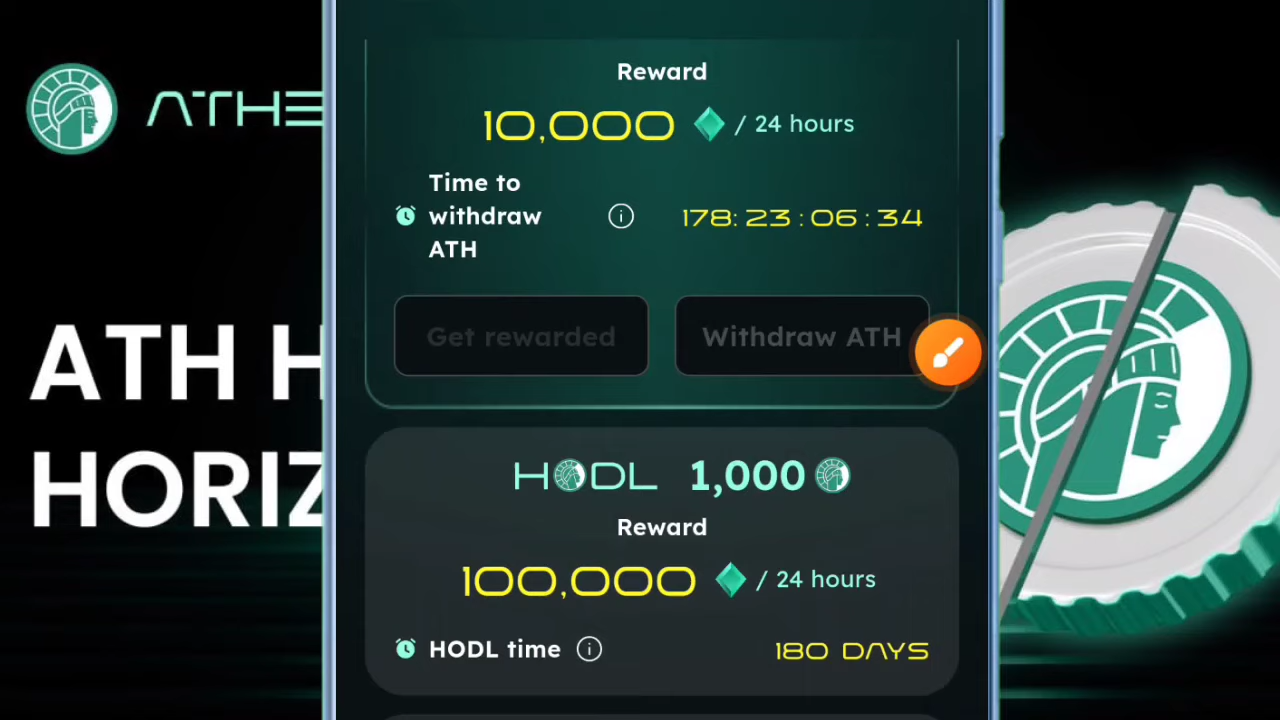 ATHE
ATH H
HORIZ
Reward
10,000 / 24 hours
Time to
withdraw
ATH
178:23:06:34
Get rewarded
Withdraw ATH
HODL 1,000
Reward
100,000 / 24 hours
HODL time
180 DAYS